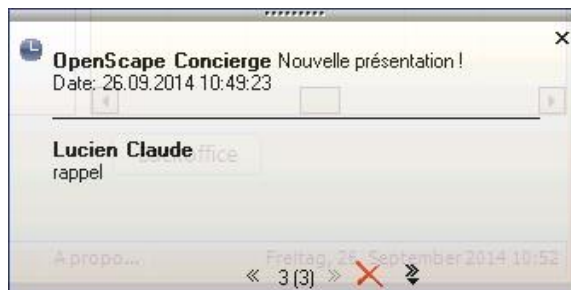 OpenScape Concierge Nouvelle présentation !
Date: 26.09.2014 10:49:23
Lucien Claude
rappel
Backoffice
A propo...
Freitag, 26. September 2014 10:52
« 3 (3) »